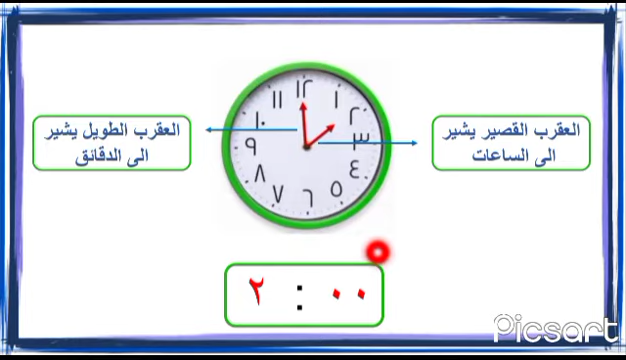 ١٢
١١ ١
١٠ ٢
٩ ٣
٨ ٤
٧ ٥
٦
العقرب الطويل يشير
الى الدقائق
العقرب القصير يشير
الى الساعات
٢ : ٠٠
Picsart